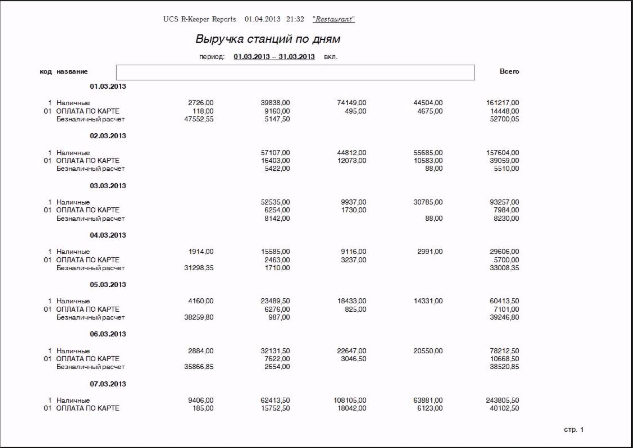 UCS R-Keeper Reports 01.04.2013 21:32 "Restaurant"
Выручка станций по дням
период: 01.03.2013 – 31.03.2013 вкл.
код название Всего
01.03.2013
1 Наличные 2726,00 39838,00 74149,00 44504,00 161217,00
01 ОПЛАТА ПО КАРТЕ 118,00 9160,00 495,00 4675,00 14448,00
Безналичный расчет 47552,55 5147,50 52700,05
02.03.2013
1 Наличные 57107,00 44812,00 55685,00 157604,00
01 ОПЛАТА ПО КАРТЕ 16403,00 12073,00 10583,00 39059,00
Безналичный расчет 5422,00 88,00 5510,00
03.03.2013
1 Наличные 52535,00 9937,00 30785,00 93257,00
01 ОПЛАТА ПО КАРТЕ 6254,00 1730,00 7984,00
Безналичный расчет 8142,00 88,00 8230,00
04.03.2013
1 Наличные 1914,00 15585,00 9116,00 2991,00 29606,00
01 ОПЛАТА ПО КАРТЕ 2463,00 3237,00 5700,00
Безналичный расчет 31298,35 1710,00 33008,35
05.03.2013
1 Наличные 4160,00 23489,50 18433,00 14331,00 60413,50
01 ОПЛАТА ПО КАРТЕ 6276,00 825,00 7101,00
Безналичный расчет 38259,80 987,00 39246,80
06.03.2013
1 Наличные 2884,00 32131,50 22647,00 20550,00 78212,50
01 ОПЛАТА ПО КАРТЕ 7622,00 3046,50 10668,50
Безналичный расчет 35866,85 2654,00 38520,85
07.03.2013
1 Наличные 9406,00 62413,50 108105,00 63881,00 243805,50
01 ОПЛАТА ПО КАРТЕ 185,00 15752,50 18042,00 6123,00 40102,50
стр. 1